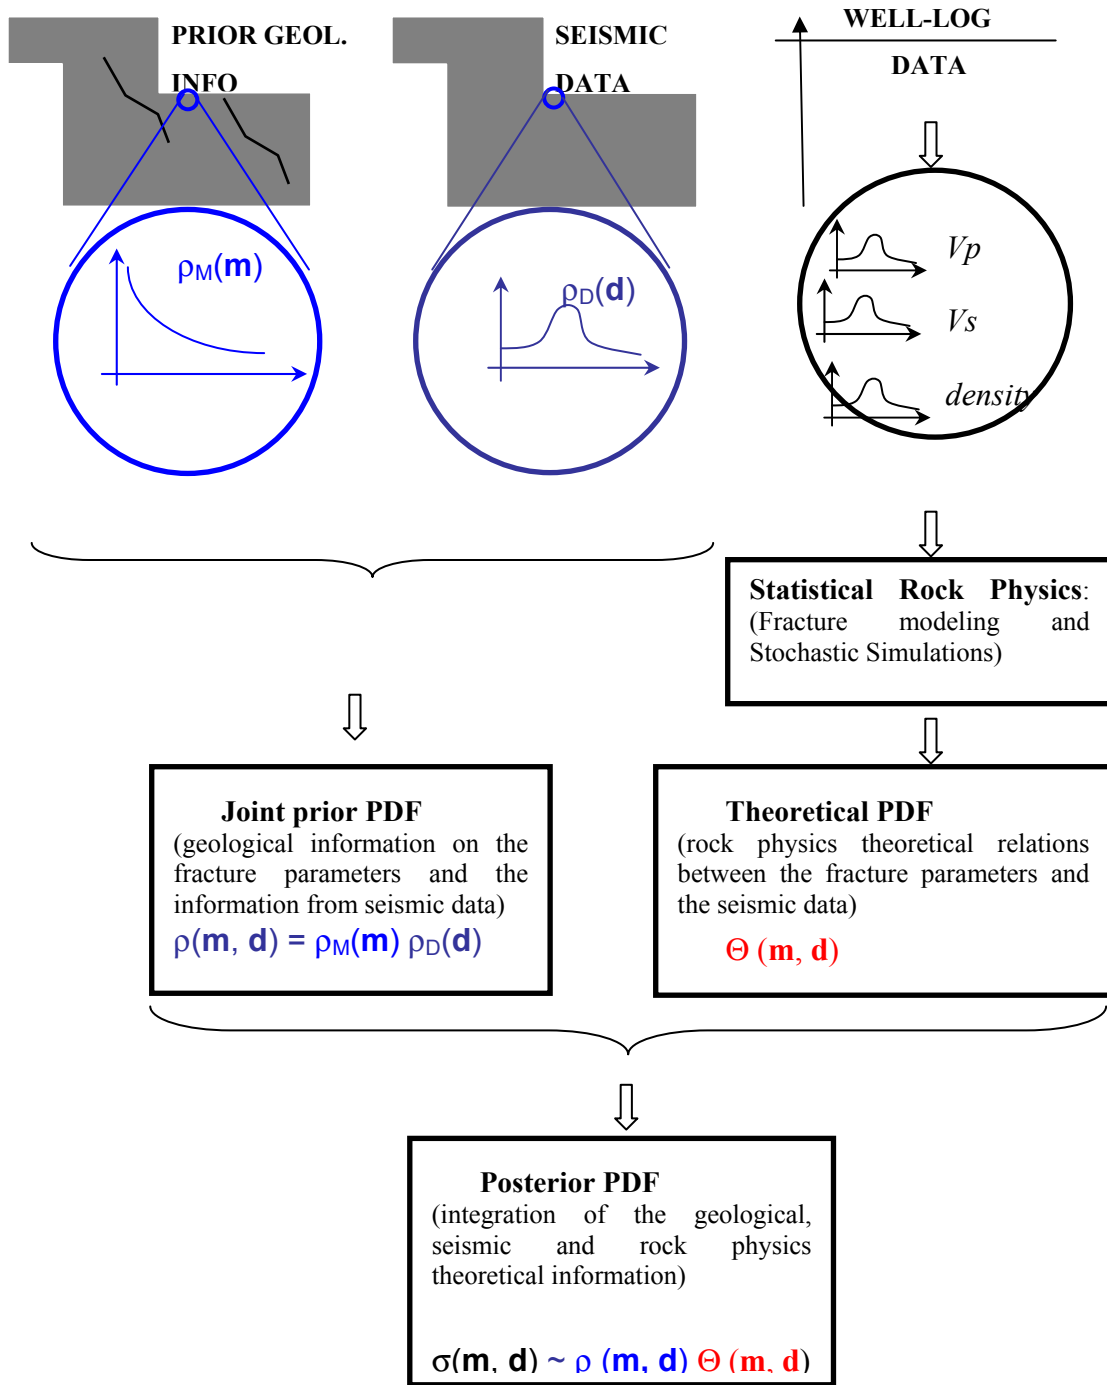 PRIOR GEOL.
INFO
SEISMIC
DATA
WELL-LOG
DATA
ρM(m)
ρD(d)
Vp
Vs
density
Statistical Rock Physics:
(Fracture modeling and
Stochastic Simulations)
Joint prior PDF
(geological information on the
fracture parameters and the
information from seismic data)
ρ(m, d) = ρM(m) ρD(d)
Theoretical PDF
(rock physics theoretical relations
between the fracture parameters and
the seismic data)
Θ (m, d)
Posterior PDF
(integration of the geological,
seismic and rock physics
theoretical information)
σ(m, d) ~ ρ (m, d) Θ (m, d)